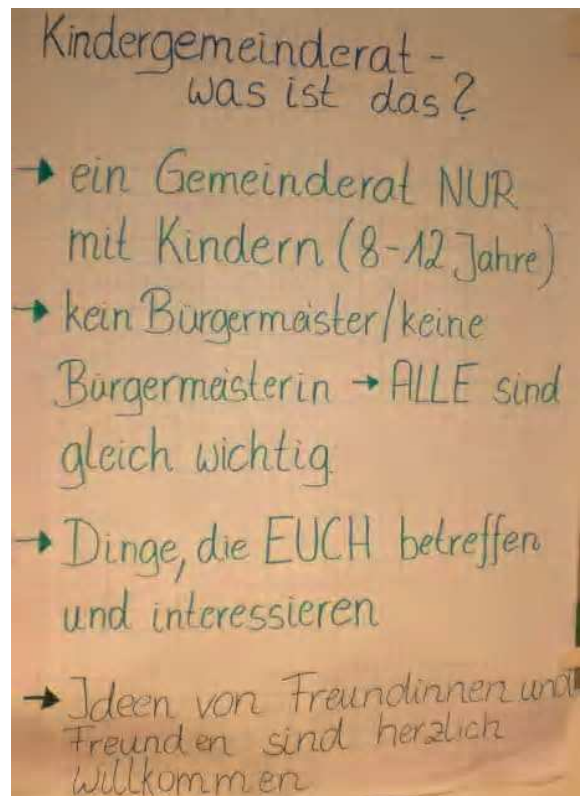 Kindergemeinderat -
was ist das?
→ ein Gemeinderat NUR
mit Kindern (8-12 Jahre)
→ kein Bürgermeister/keine
Bürgermeisterin → ALLE sind
gleich wichtig
→ Dinge, die EUCH betreffen
und interessieren
→ Ideen von Freundinnen und
Freunden sind herzlich
willkommen